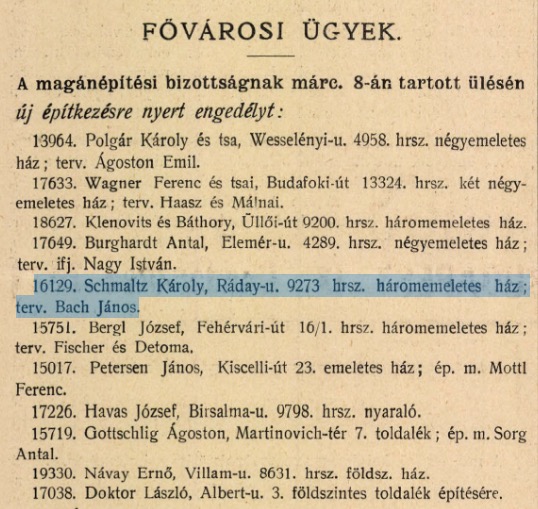 FŐVÁROSI ÜGYEK.
A magánépítési bizottságnak márc. 8-án tartott ülésén
új építkezésre nyert engedélyt:
13964. Polgár Károly és tsa, Wesselényi-u. 4958. hrsz. négyemeletes
ház; terv. Ágoston Emil.
17633. Wagner Ferenc és tsai, Budafoki-út 13324. hrsz. két négy-
emeletes ház; terv. Haasz és Málnai.
18627. Klenovits és Báthory, Üllői-út 9200. hrsz. háromemeletes ház.
17649. Burghardt Antal, Elemér-u. 4289. hrsz. négyemeletes ház;
terv. ifj. Nagy István.
16129. Schmaltz Károly, Ráday-u. 9273 hrsz. háromemeletes ház;
terv. Bach János.
15751. Bergl József, Fehérvári-út 16/1. hrsz. háromemeletes ház;
terv. Fischer és Detoma.
15017. Petersen János, Kiscelli-út 23. emeletes ház; ép. m. Mottl
Ferenc.
17226. Havas József, Birsalma-u. 9798. hrsz. nyaraló.
15719. Gottschlig Ágoston, Martinovich-tér 7. toldalék; ép. m. Sorg
Antal.
19330. Návay Ernő, Villam-u. 8631. hrsz. földsz. ház.
17038. Doktor László, Albert-u. 3. földszintes toldalék építésére.